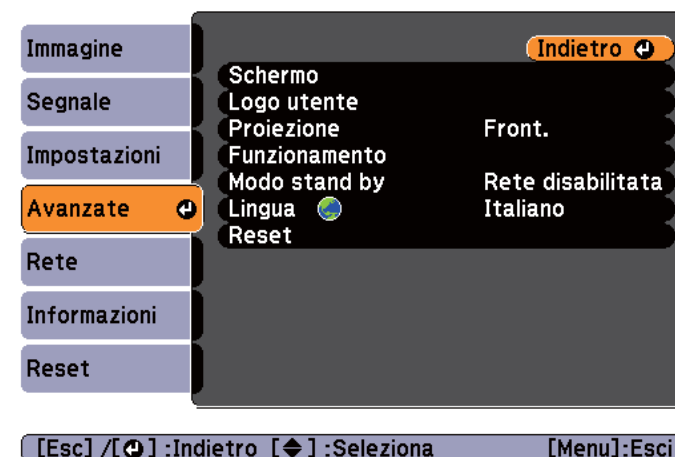 Immagine
Segnale
Impostazioni
Avanzate
Rete
Informazioni
Reset
Indietro
Schermo
Logo utente
Proiezione Front.
Funzionamento
Modo stand by Rete disabilitata
Lingua Italiano
Reset
[Esc] /[⏎] :Indietro [◆] :Seleziona [Menu]:Esci